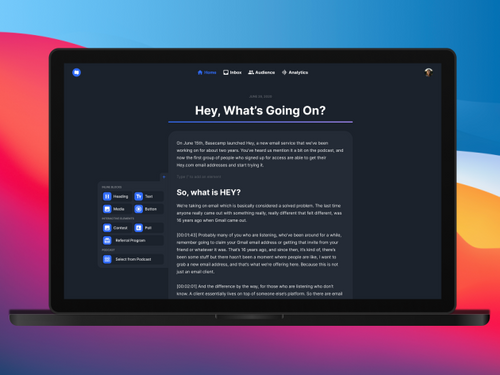 Home Inbox Audience Analytics
Hey, What's Going On?
On June 15th, Basecamp launched Hey, a new email service that we've been
working on for about two years. You've heard us mention it a bit on the podcast, and
now the first group of people who signed up for access are able to get their
Hey.com email addresses and start trying it.
So, what is HEY?
We're taking on email which is basically considered a solved problem. The last time
anyone really came out with something really, really different that felt different, was
16 years ago when Gmail came out.
Heading Text
Media Button
Contest Poll
Referral Program
Select from Podcast
[00:01:43] Probably many of you who are listening, who've been around for a while,
remember going to claim your Gmail email address or getting that invite from your
friend or whatever it was. That's 16 years ago, and since then, it's kind of, there's
been some stuff but there hasn't been a moment where people are like, I want to
grab a new email address, and that's what we're offering here. Because this is not
just an email client.
[00:02:01] And the difference by the way, for those are listening who don't
know. A client essentially lives on top of someone else's platform. So there are email